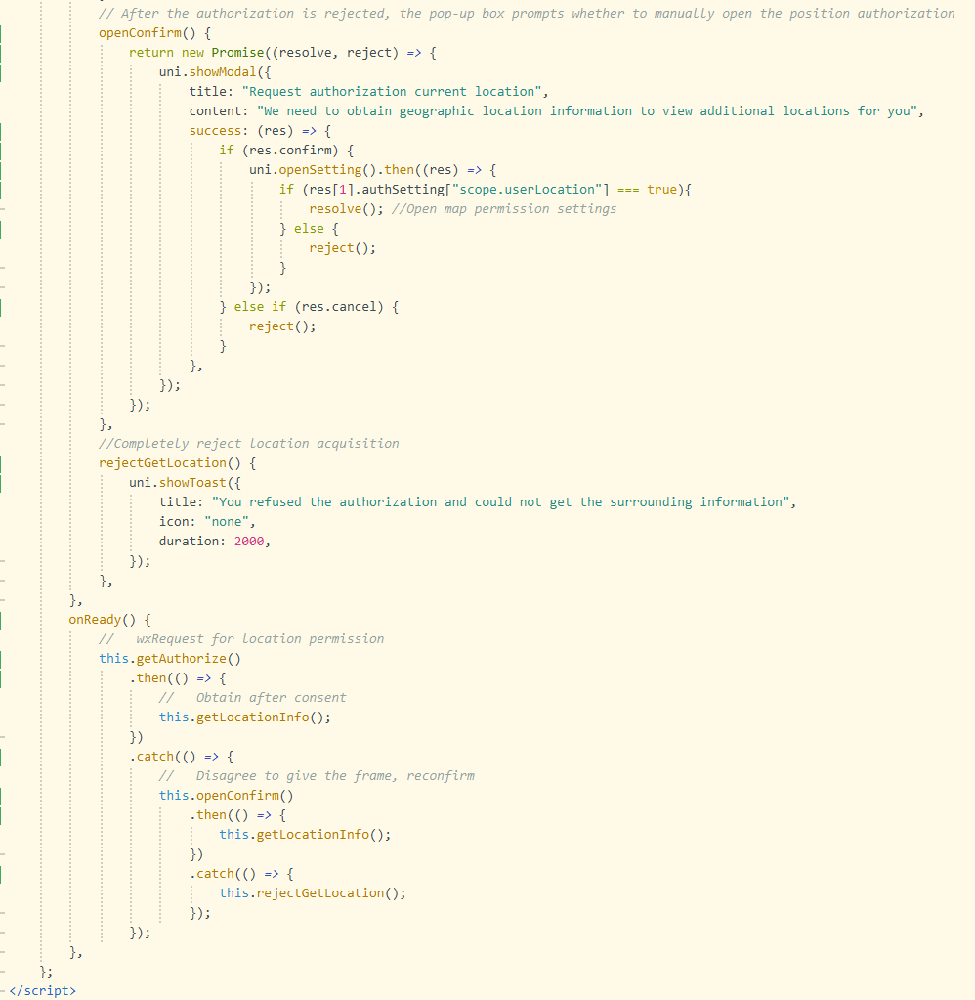 // After the authorization is rejected, the pop-up box prompts whether to manually open the position authorization
openConfirm() {
return new Promise((resolve, reject) => {
uni.showModal({
title: "Request authorization current location",
content: "We need to obtain geographic location information to view additional locations for you",
success: (res) => {
if (res.confirm) {
uni.openSetting().then((res) => {
if (res[1].authSetting["scope.userLocation"] === true){
resolve(); //Open map permission settings
} else {
reject();
}
});
} else if (res.cancel) {
reject();
}
},
});
});
},
//Completely reject location acquisition
rejectGetLocation() {
uni.showToast({
title: "You refused the authorization and could not get the surrounding information",
icon: "none",
duration: 2000,
});
},
},
onReady() {
//   wxRequest for location permission
this.getAuthorize()
.then(() => {
//   Obtain after consent
this.getLocationInfo();
})
.catch(() => {
//   Disagree to give the frame, reconfirm
this.openConfirm()
.then(() => {
this.getLocationInfo();
})
.catch(() => {
this.rejectGetLocation();
});
});
},
};
</script>